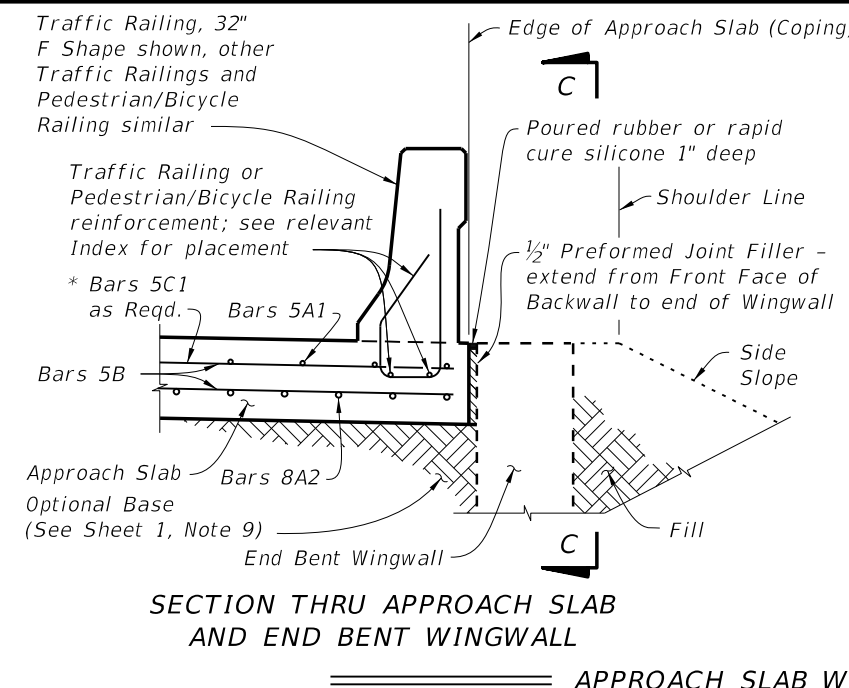 Traffic Railing, 32"
F Shape shown, other
Traffic Railings and
Pedestrian/Bicycle
Railing similar
Edge of Approach Slab (Coping)
C
Poured rubber or rapid
cure silicone 1" deep
Traffic Railing or
Pedestrian/Bicycle Railing
reinforcement; see relevant
Index for placement
Shoulder Line
½" Preformed Joint Filler -
extend from Front Face of
Backwall to end of Wingwall
* Bars 5C1
as Reqd.
Bars 5A1
Bars 5B
Side
Slope
Approach Slab
Bars 8A2
Optional Base
(See Sheet 1, Note 9)
Fill
End Bent Wingwall
C
SECTION THRU APPROACH SLAB
AND END BENT WINGWALL
APPROACH SLAB W